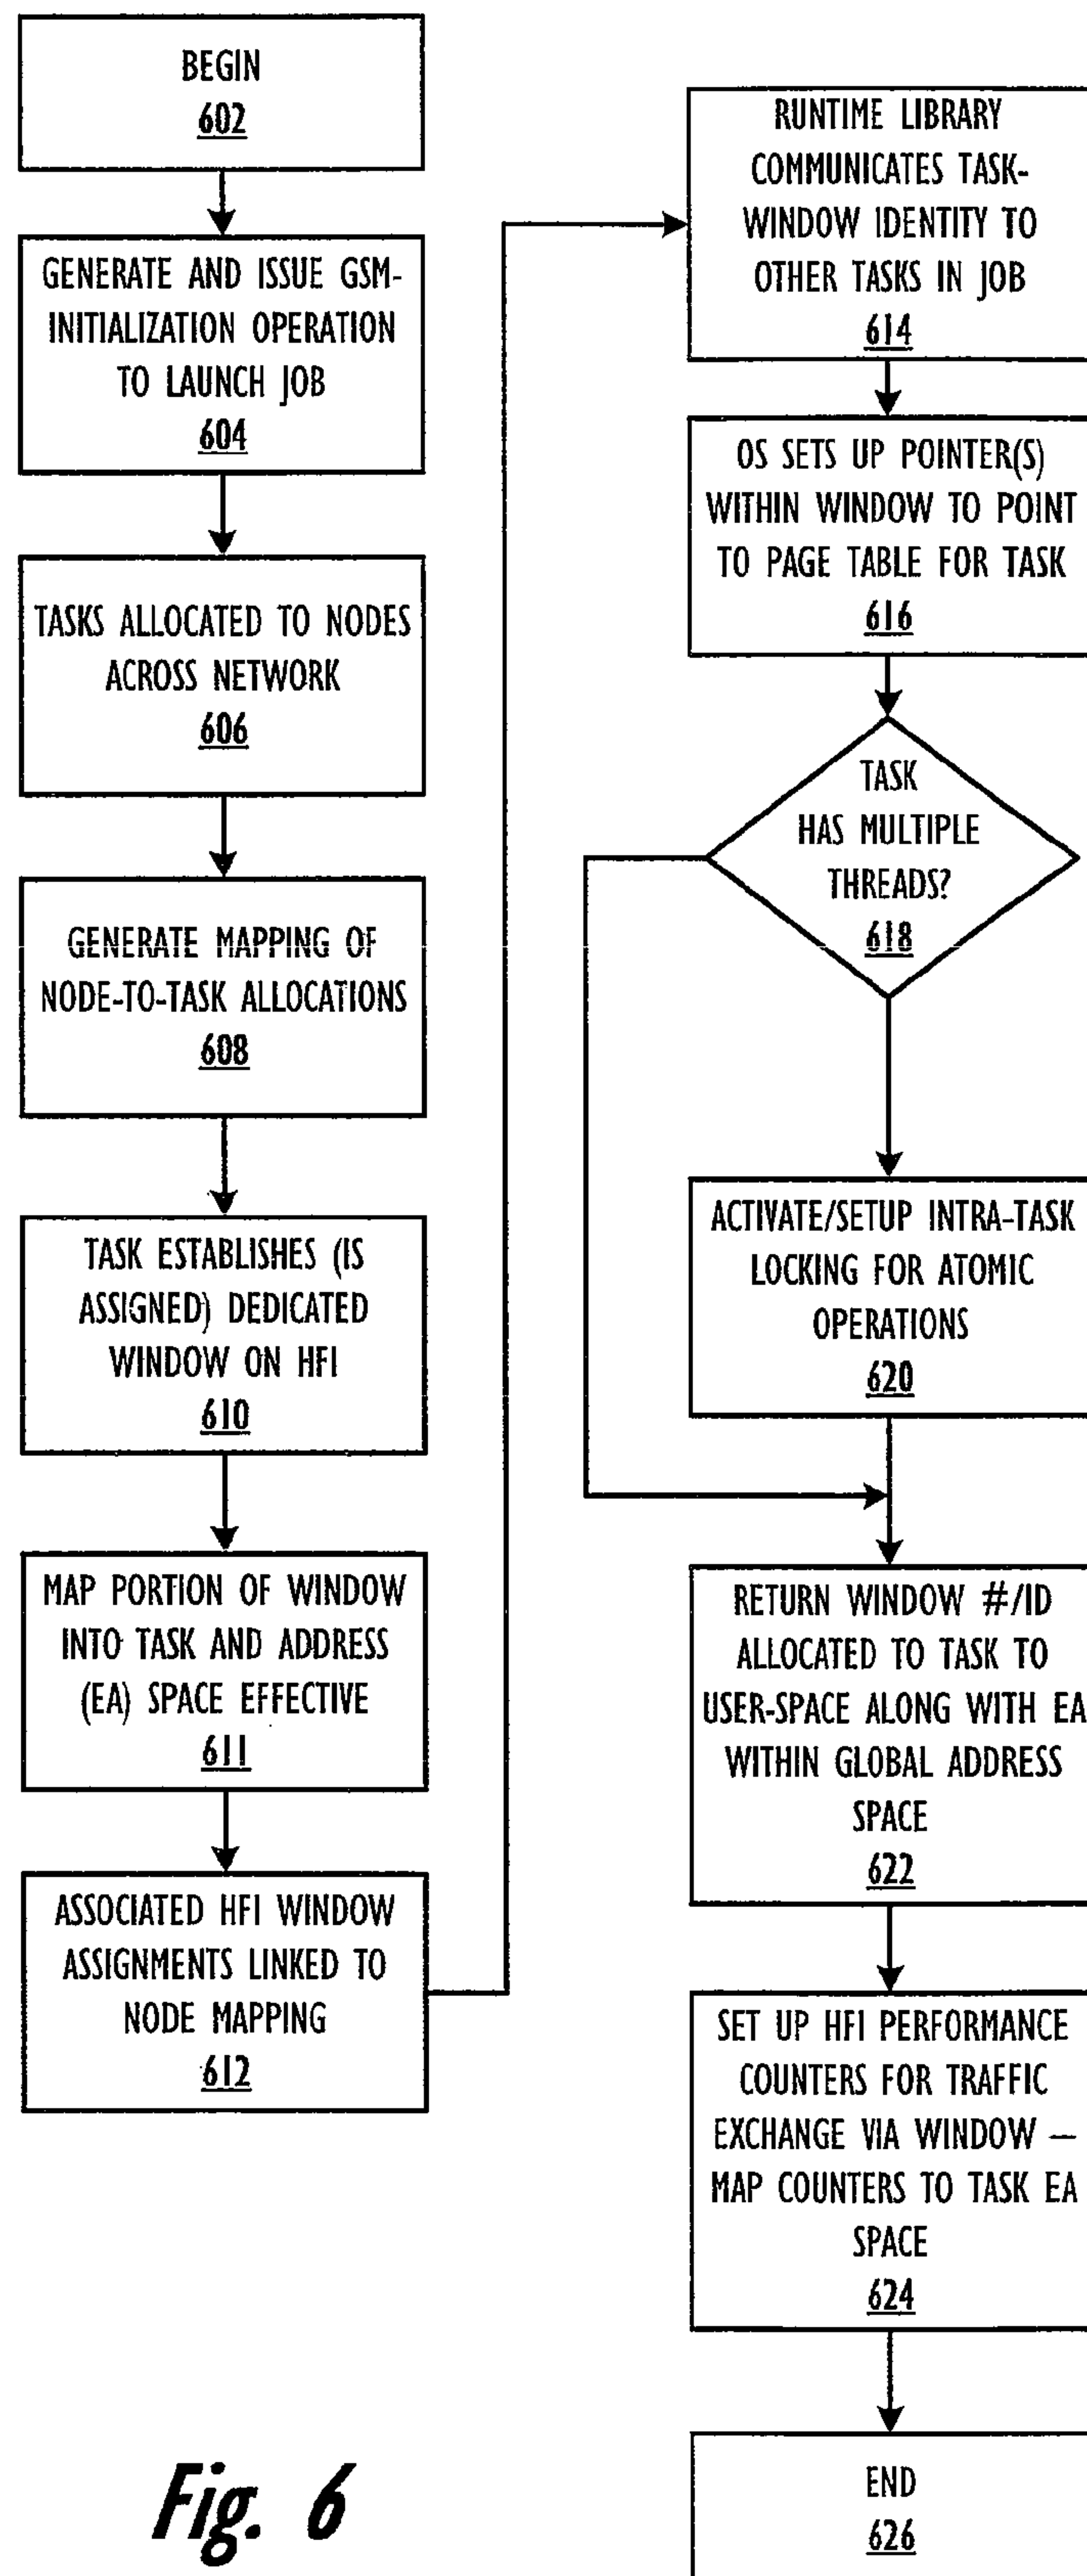 BEGIN
602
GENERATE AND ISSUE GSM-
INITIALIZATION OPERATION
TO LAUNCH JOB
604
TASKS ALLOCATED TO NODES
ACROSS NETWORK
606
GENERATE MAPPING OF
NODE-TO-TASK ALLOCATIONS
608
TASK ESTABLISHES (IS
ASSIGNED) DEDICATED
WINDOW ON HFI
610
MAP PORTION OF WINDOW
INTO TASK AND ADDRESS
(EA) SPACE EFFECTIVE
611
ASSOCIATED HFI WINDOW
ASSIGNMENTS LINKED TO
NODE MAPPING
612
RUNTIME LIBRARY
COMMUNICATES TASK-
WINDOW IDENTITY TO
OTHER TASKS IN JOB
614
OS SETS UP POINTER(S)
WITHIN WINDOW TO POINT
TO PAGE TABLE FOR TASK
616
TASK
HAS MULTIPLE
THREADS?
618
ACTIVATE/SETUP INTRA-TASK
LOCKING FOR ATOMIC
OPERATIONS
620
RETURN WINDOW #/ID
ALLOCATED TO TASK TO
USER-SPACE ALONG WITH EA
WITHIN GLOBAL ADDRESS
SPACE
622
SET UP HFI PERFORMANCE
COUNTERS FOR TRAFFIC
EXCHANGE VIA WINDOW —
MAP COUNTERS TO TASK EA
SPACE
624
END
626
Fig. 6